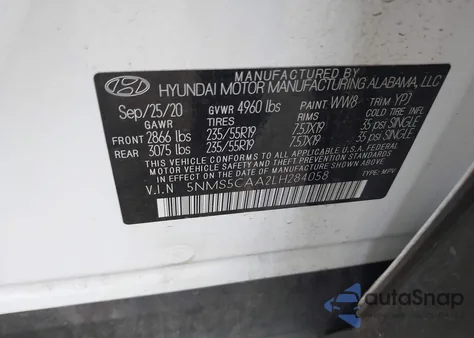 MANUFACTURED BY
HYUNDAI MOTOR MANUFACTURING ALABAMA, LLC
Sep/25/20 GVWR 4960 lbs PAINT WW8 TRIM YP7
GAWR TIRES RIMS COLD TIRE INFL
FRONT 2866 lbs 235/55R19 7.5JX19 35 psi SINGLE
REAR 3075 lbs 235/55R19 7.5JX19 35 psi SINGLE
THIS VEHICLE CONFORMS TO ALL APPLICABLE U.S.A. FEDERAL
MOTOR VEHICLE SAFETY AND THEFT PREVENTION STANDARDS
IN EFFECT ON THE DATE OF MANUFACTURE SHOWN ABOVE
V.I.N 5NMS5CAA2LH284058 TYPE: MPV
autoSnap